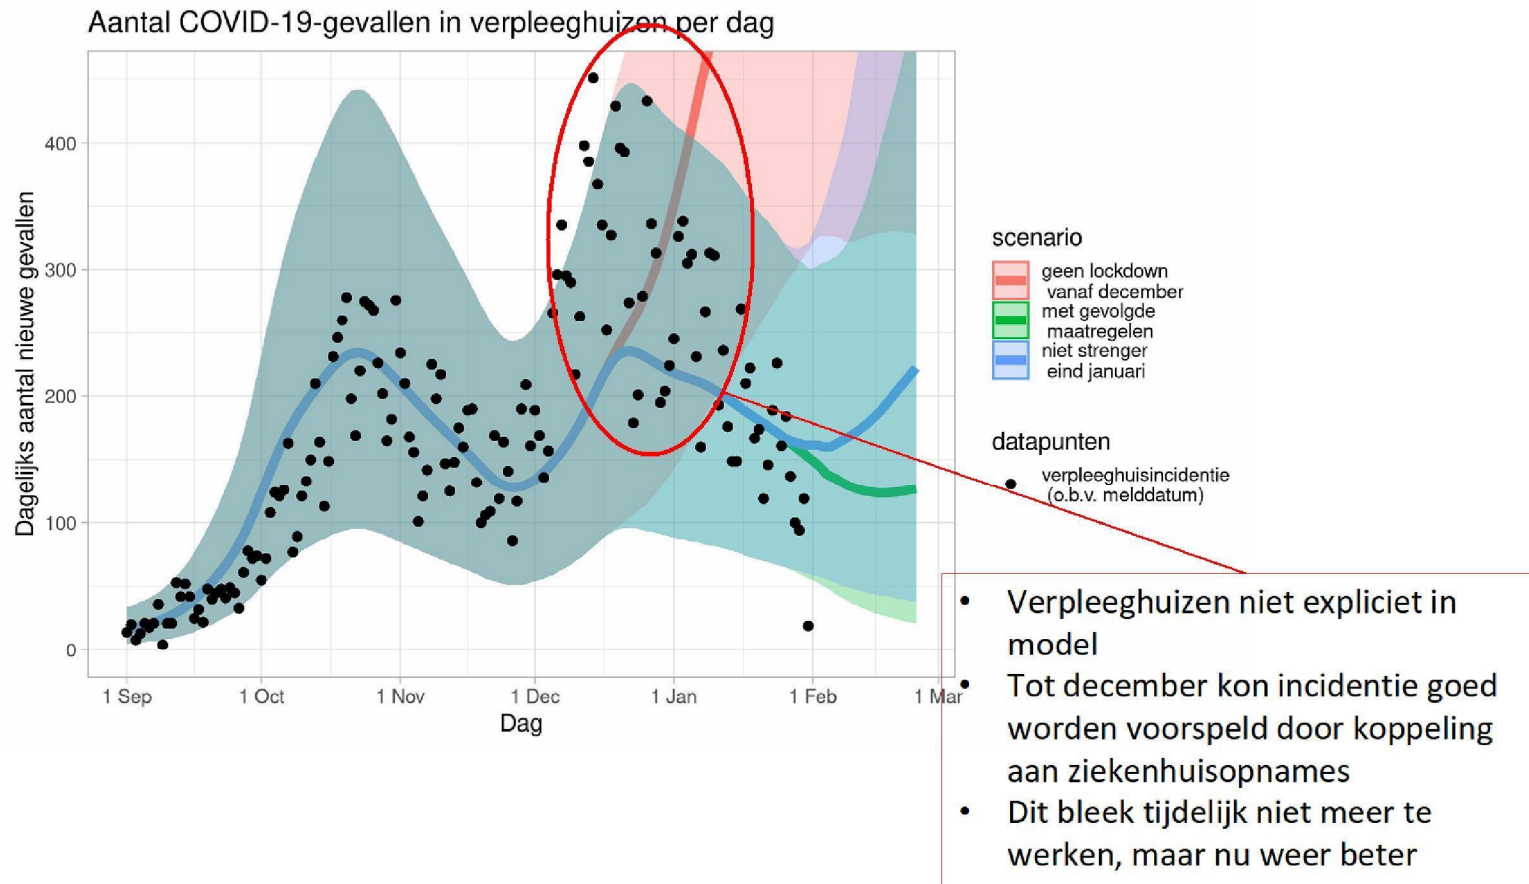 Aantal COVID-19-gevallen in verpleeghuizen per dag
Dagelijks aantal nieuwe gevallen
400
300
200
100
0
1 Sep
1 Oct
1 Nov
1 Dec
1 Jan
1 Feb
1 Mar
Dag
scenario
geen lockdown
vanaf december
met gevolgde
maatregelen
niet strenger
eind januari
datapunten
verpleeghuisincidentie
(o.b.v. melddatum)
• Verpleeghuizen niet expliciet in
model
• Tot december kon incidentie goed
worden voorspeld door koppeling
aan ziekenhuisopnames
• Dit bleek tijdelijk niet meer te
werken, maar nu weer beter